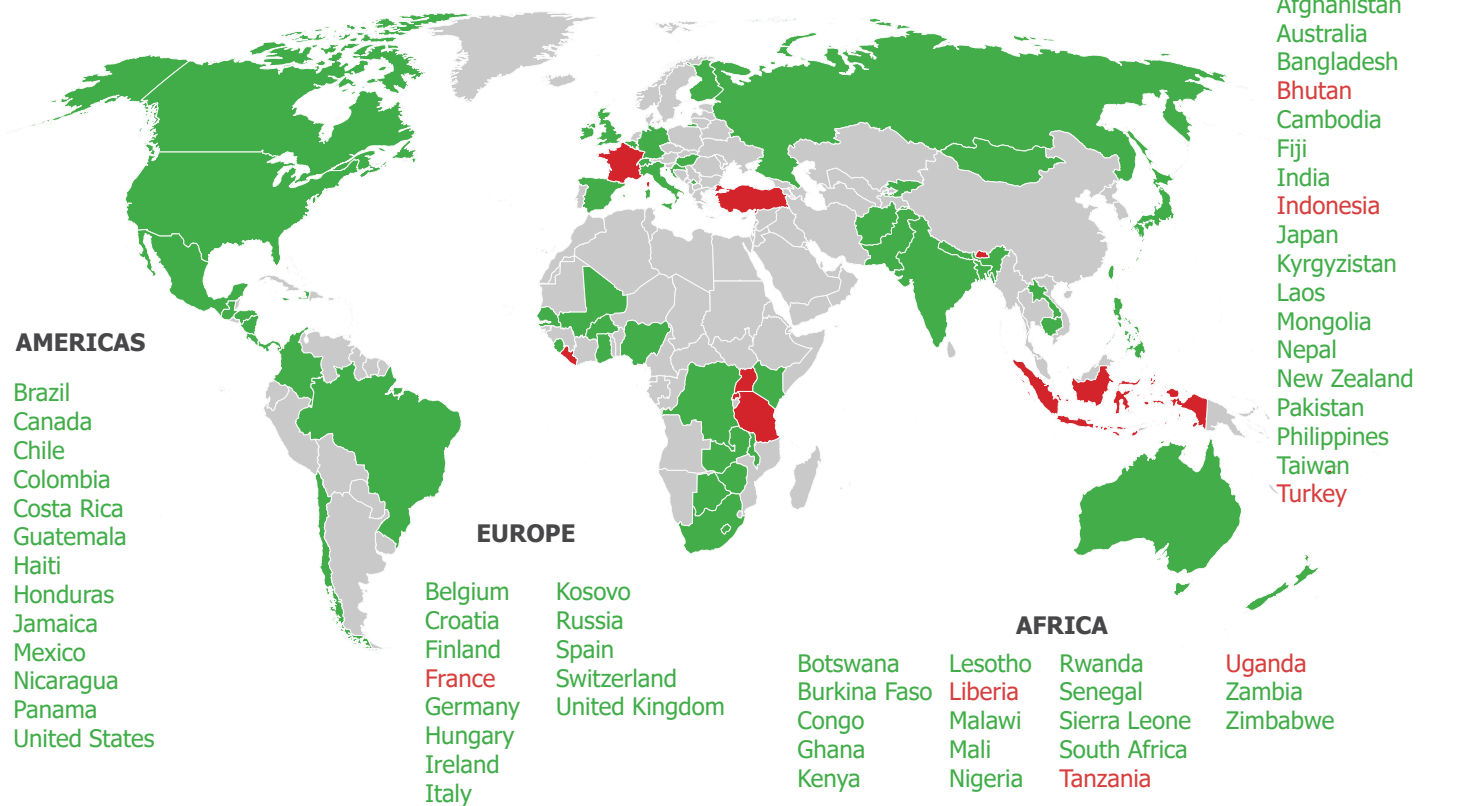 Afghanistan
Australia
Bangladesh
Bhutan
Cambodia
Fiji
India
Indonesia
Japan
Kyrgyzistan
Laos
Mongolia
Nepal
New Zealand
Pakistan
Philippines
Taiwan
Turkey
AMERICAS
Brazil
Canada
Chile
Colombia
Costa Rica
Guatemala
Haiti
Honduras
Jamaica
Mexico
Nicaragua
Panama
United States
EUROPE
Belgium
Croatia
Finland
France
Germany
Hungary
Ireland
Italy
Kosovo
Russia
Spain
Switzerland
United Kingdom
AFRICA
Botswana
Burkina Faso
Congo
Ghana
Kenya
Lesotho
Liberia
Malawi
Mali
Nigeria
Rwanda
Senegal
Sierra Leone
South Africa
Tanzania
Uganda
Zambia
Zimbabwe